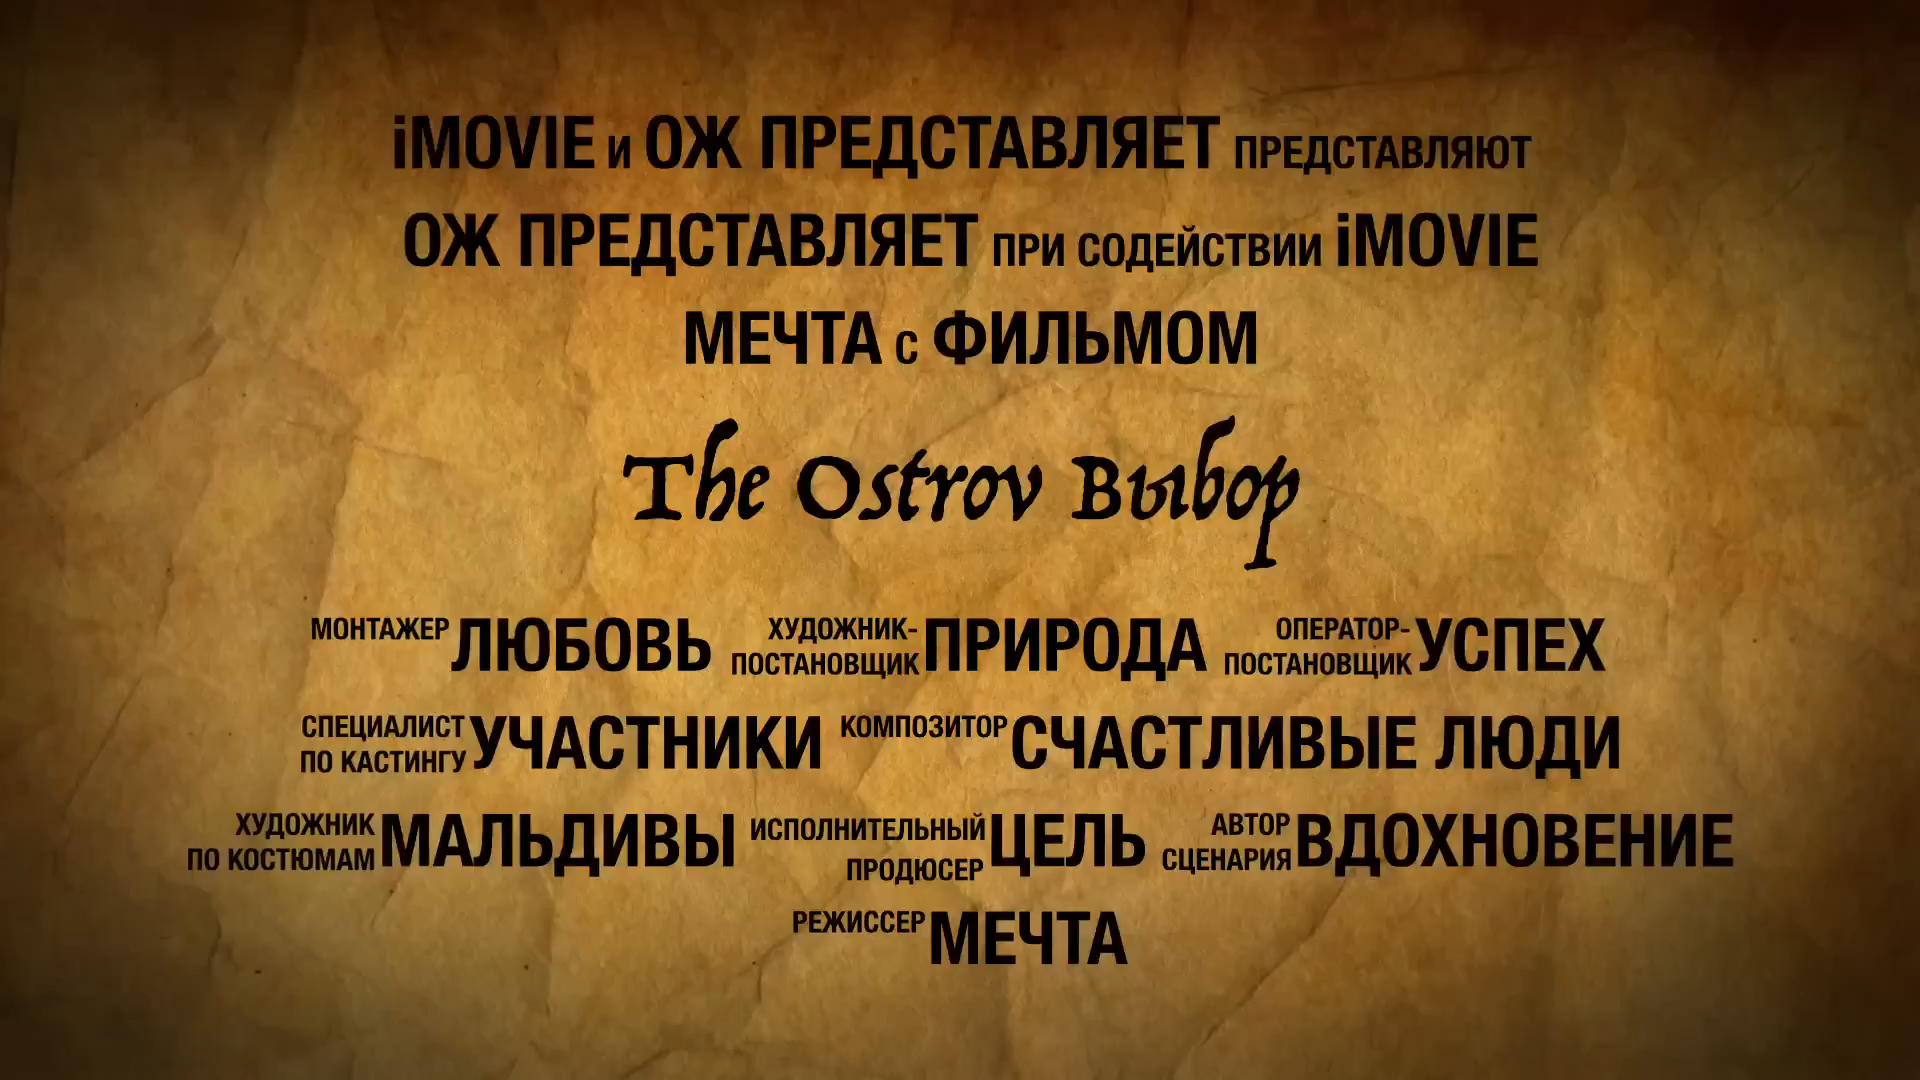 iMOVIE и ОЖ ПРЕДСТАВЛЯЕТ ПРЕДСТАВЛЯЮТ
ОЖ ПРЕДСТАВЛЯЕТ ПРИ СОДЕЙСТВИИ iMOVIE
МЕЧТА С ФИЛЬМОМ
The Ostrov Выбор
МОНТАЖЕР ЛЮБОВЬ ХУДОЖНИК-ПОСТАНОВЩИК ПРИРОДА ОПЕРАТОР-ПОСТАНОВЩИК УСПЕХ
СПЕЦИАЛИСТ ПО КАСТИНГУ УЧАСТНИКИ КОМПОЗИТОР СЧАСТЛИВЫЕ ЛЮДИ
ХУДОЖНИК ПО КОСТЮМАМ МАЛЬДИВЫ ИСПОЛНИТЕЛЬНЫЙ ПРОДЮСЕР ЦЕЛЬ АВТОР СЦЕНАРИЯ ВДОХНОВЕНИЕ
РЕЖИССЕР МЕЧТА